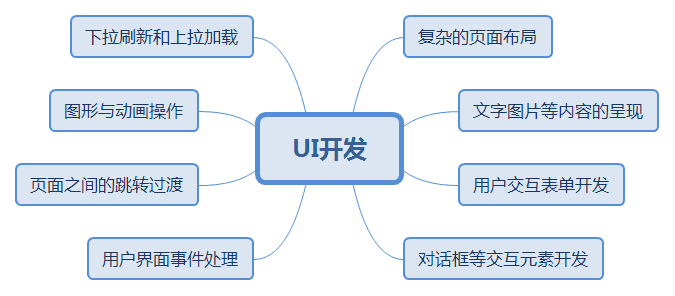 下拉刷新和上拉加载
复杂的页面布局
图形与动画操作
文字图片等内容的呈现
UI开发
页面之间的跳转过渡
用户交互表单开发
用户界面事件处理
对话框等交互元素开发